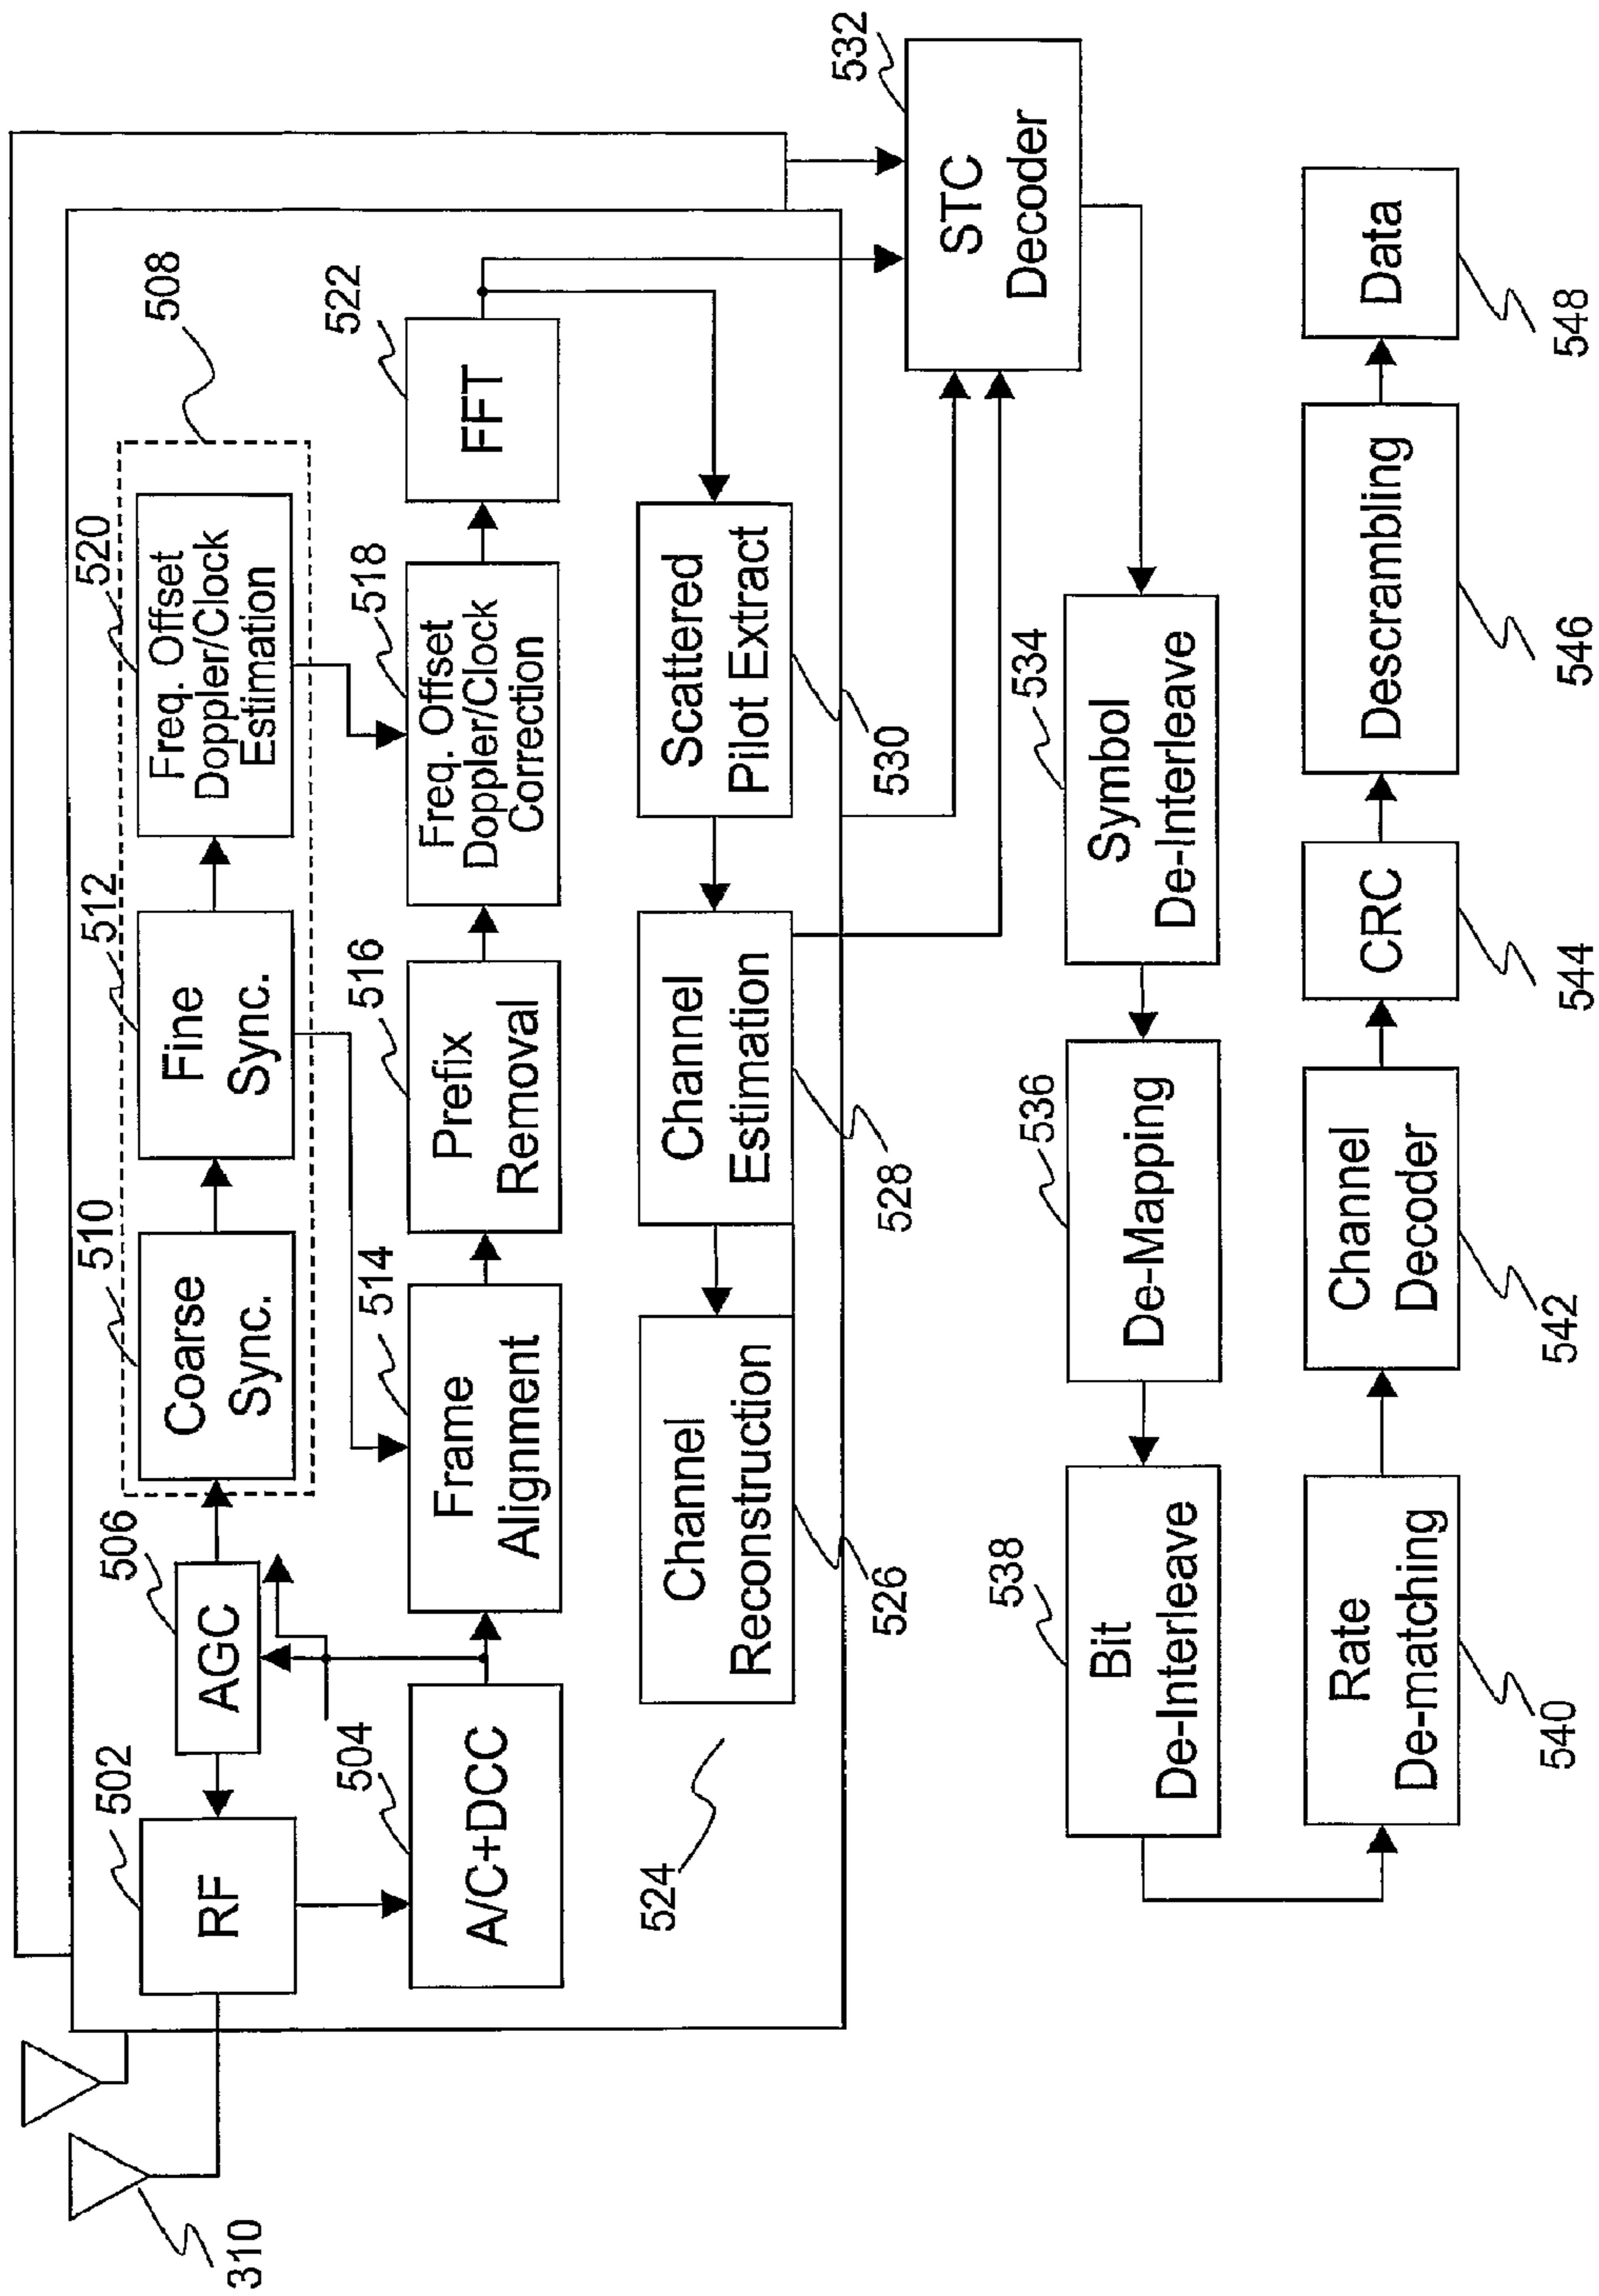 310
502
RF
506
AGC
510
Coarse
Sync.
512
Fine
Sync.
520
Freq. Offset
Doppler/Clock
Estimation
508
504
A/C+DCC
514
Frame
Alignment
516
Prefix
Removal
518
Freq. Offset
Doppler/Clock
Correction
522
FFT
524
Channel
Reconstruction
526
Channel
Estimation
528
Scattered
Pilot Extract
530
532
STC
Decoder
538
Bit
De-Interleave
536
De-Mapping
534
Symbol
De-Interleave
Rate
De-matching
540
Channel
Decoder
542
CRC
544
Descrambling
546
Data
548